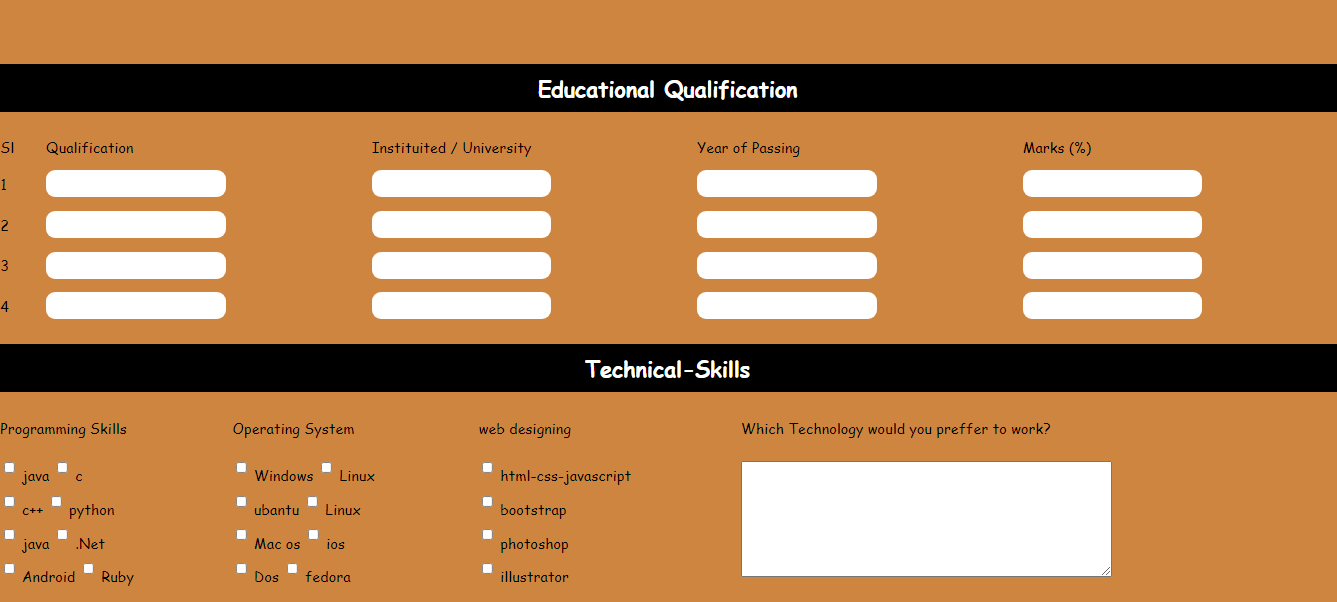 Educational Qualification
Sl Qualification Instituited / University Year of Passing Marks (%)
1
2
3
4
Technical-Skills
Programming Skills Operating System web designing Which Technology would you preffer to work?
java c Windows Linux html-css-javascript
c++ python ubantu Linux bootstrap
java .Net Mac os ios photoshop
Android Ruby Dos fedora illustrator